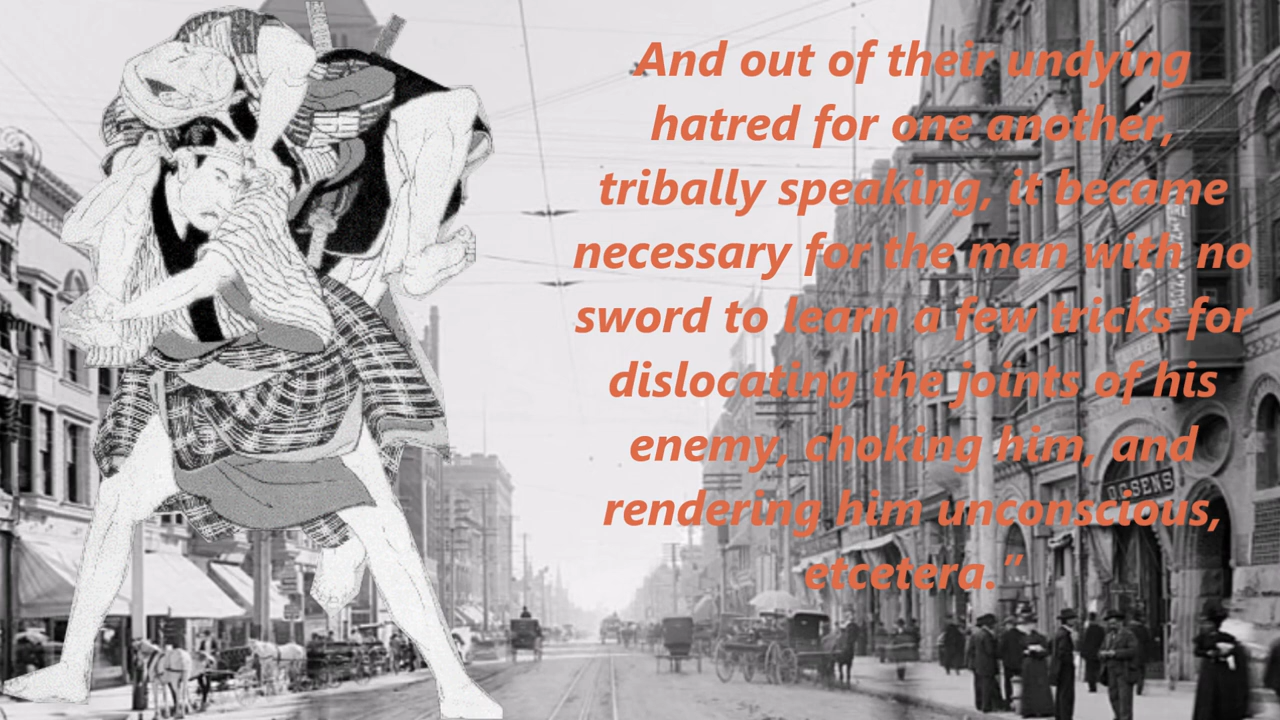 And out of their undying
hatred for one another,
tribally speaking, it became
necessary for the man with no
sword to learn a few tricks for
dislocating the joints of his
enemy, choking him, and
rendering him unconscious,
etcetera.”